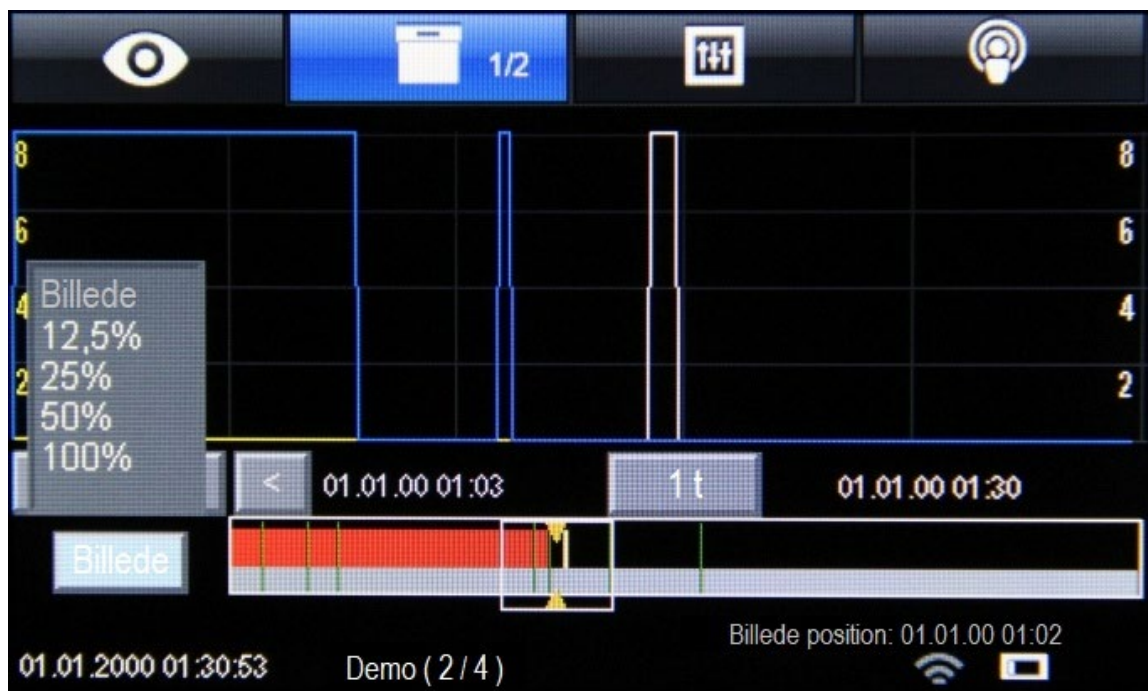 1/2
8 8
6 6
Billede
4 4
12,5%
2 25% 2
50%
100%
< 01.01.00 01:03 1 t 01.01.00 01:30
Billede
Billede position: 01.01.00 01:02
01.01.2000 01:30:53 Demo ( 2 / 4 )